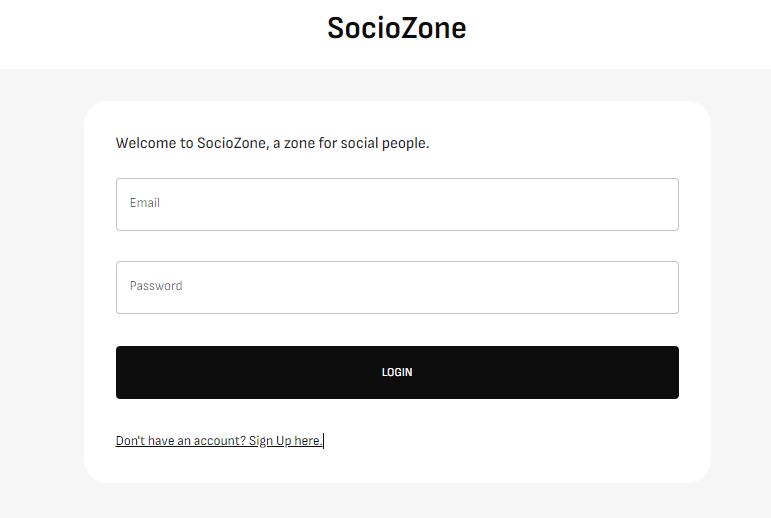 SocioZone
Welcome to SocioZone, a zone for social people.
Email
Password
LOGIN
Don't have an account? Sign Up here.